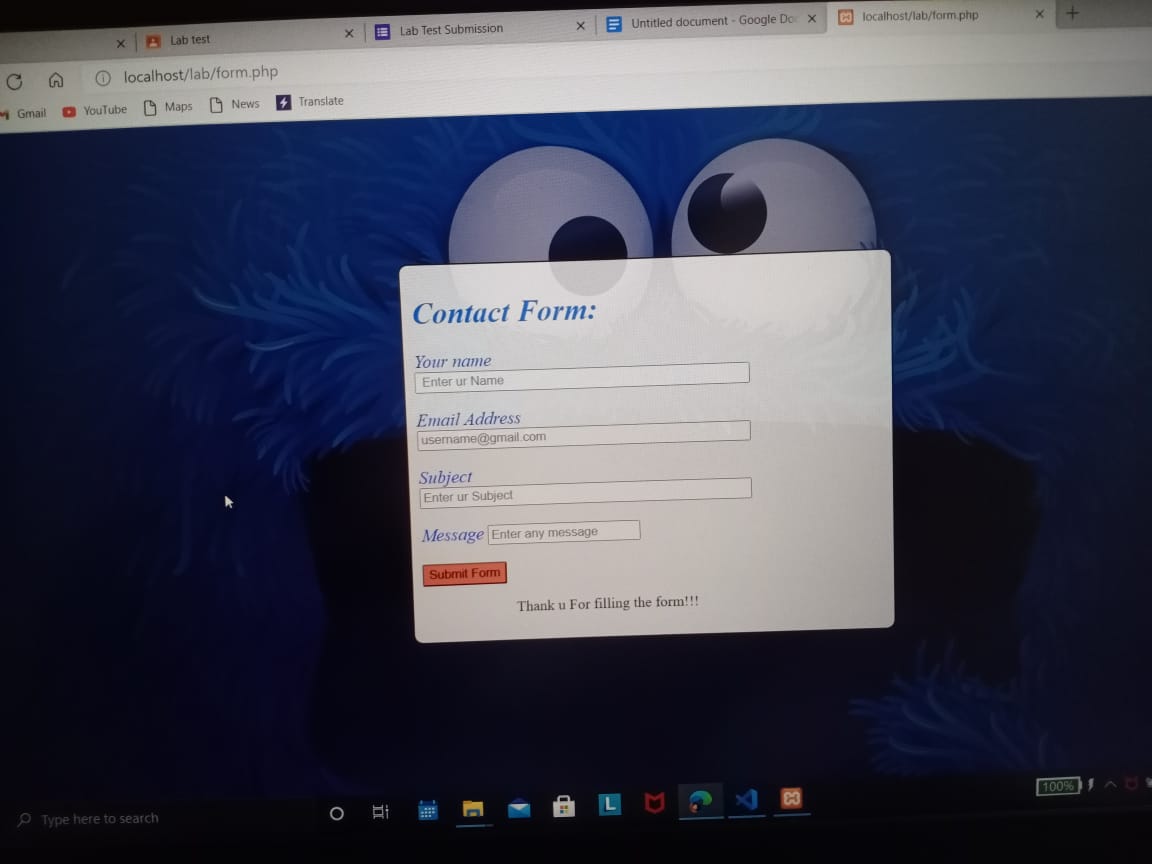 Lab test
Lab Test Submission
Untitled document - Google Do
localhost/lab/form.php
localhost/lab/form.php
Gmail
YouTube
Maps
News
Translate
Contact Form:
Your name
Enter ur Name
Email Address
username@gmail.com
Subject
Enter ur Subject
Message Enter any message
Submit Form
Thank u For filling the form!!!
Type here to search
L
100%